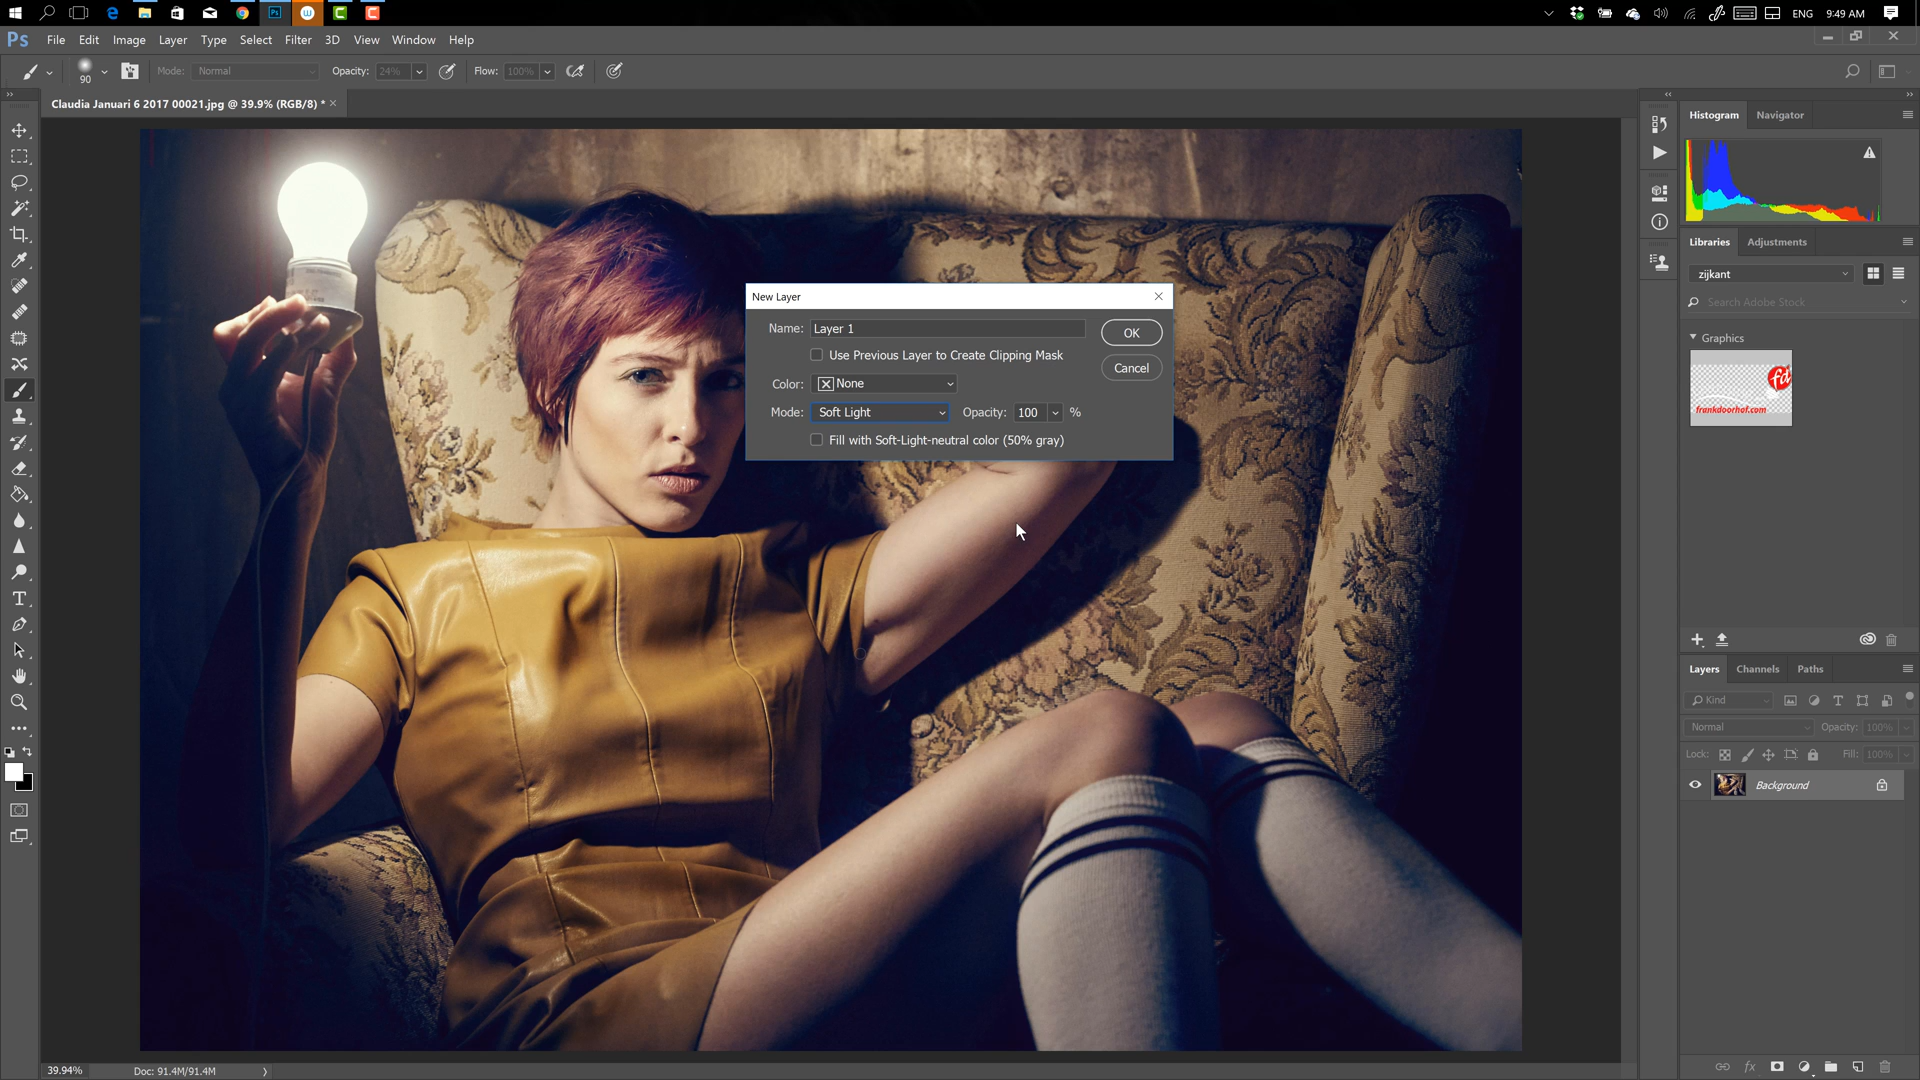 ENG 9:49 AM
Ps File Edit Image Layer Type Select Filter 3D View Window Help
90 Mode: Normal Opacity: 24% Flow: 100%
Claudia Januari 6 2017 00021.jpg @ 39.9% (RGB/8) * ×
Histogram Navigator
Libraries Adjustments
zijkant
Search Adobe Stock
Graphics
fd
frankdoorhof.com
New Layer
Name: Layer 1
OK
Use Previous Layer to Create Clipping Mask
Cancel
Color: None
Mode: Soft Light Opacity: 100 %
Fill with Soft-Light-neutral color (50% gray)
Layers Channels Paths
Kind
Normal Opacity: 100%
Lock: Fill: 100%
Background
fx
39.94% Doc: 91.4M/91.4M